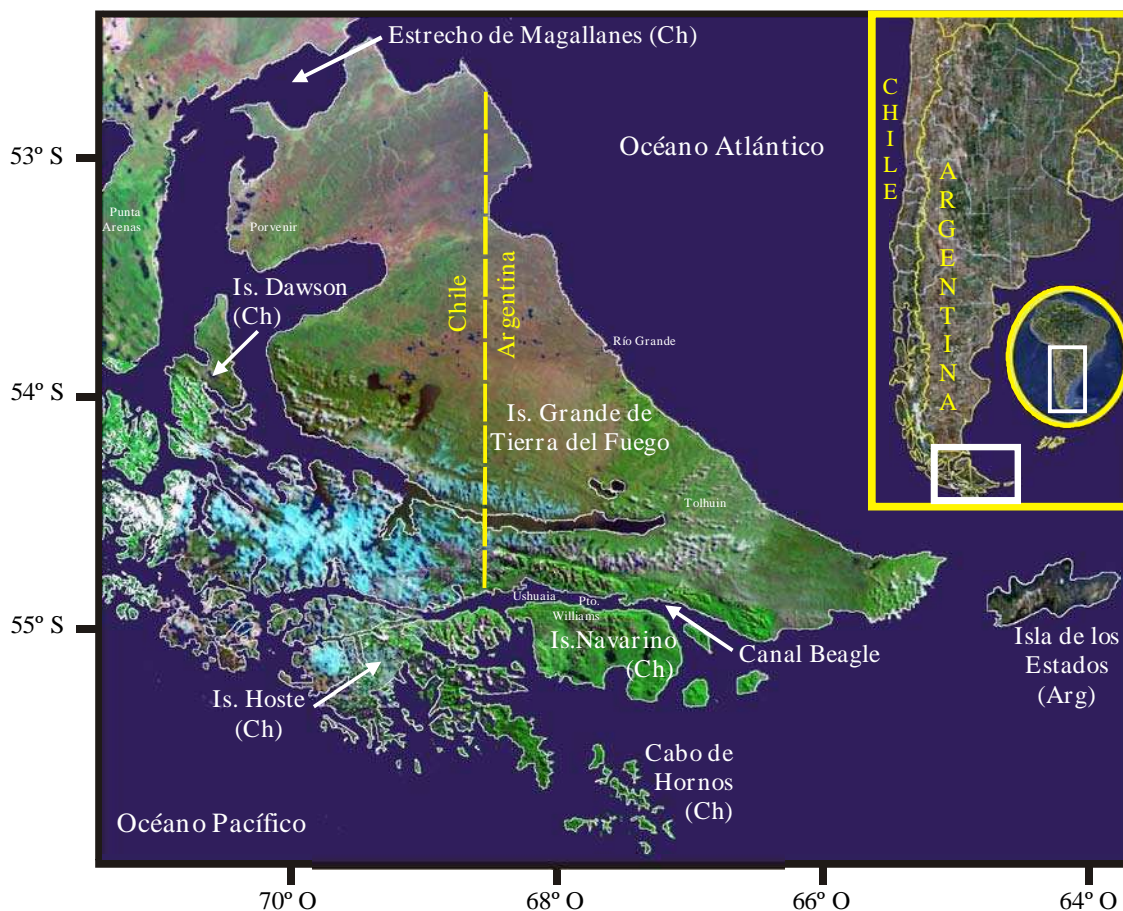 Estrecho de Magallanes (Ch)
53º S
Océano Atlántico
Punta
Arenas
Porvenir
Is. Dawson
(Ch)
Chile
Argentina
Río Grande
54º S
Is. Grande de
Tierra del Fuego
Tolhuin
Ushuaia
Pto.
Williams
55º S
Is.Navarino
(Ch)
Canal Beagle
Isla de los
Estados
(Arg)
Is. Hoste
(Ch)
Cabo de
Hornos
(Ch)
Océano Pacífico
70º O
68º O
66º O
64º O
CHILE
ARGENTINA